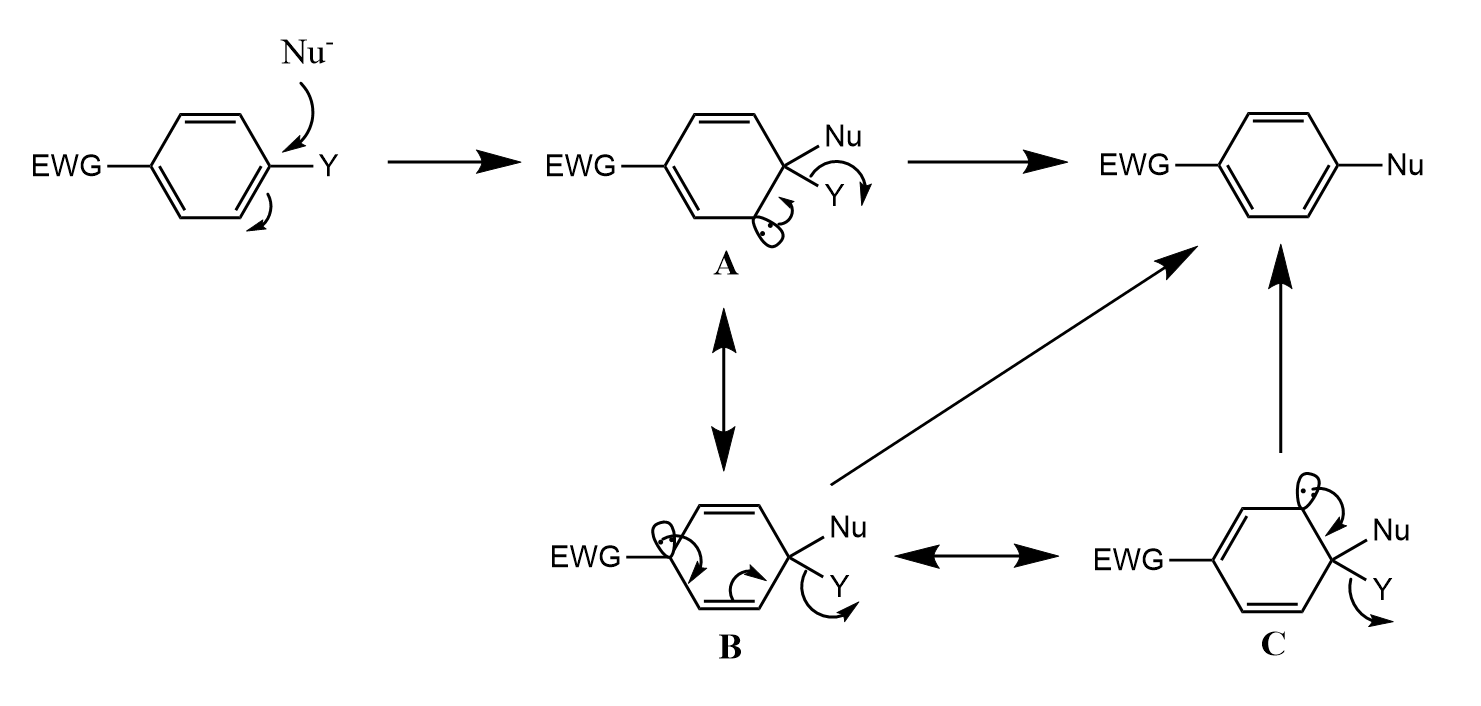 Nu-
EWG Y
EWG Nu Y
A
EWG Nu
EWG Nu Y
B
EWG Nu Y
C